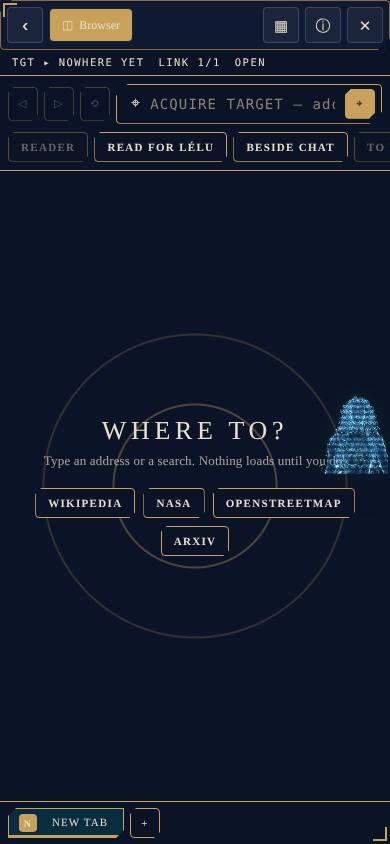 Browser
TGT ▸ NOWHERE YET LINK 1/1 OPEN
ACQUIRE TARGET —
READER READ FOR LÉLU BESIDE CHAT TO
WHERE TO?
Type an address or a search. Nothing loads until you
WIKIPEDIA NASA OPENSTREETMAP
ARXIV
N NEW TAB +